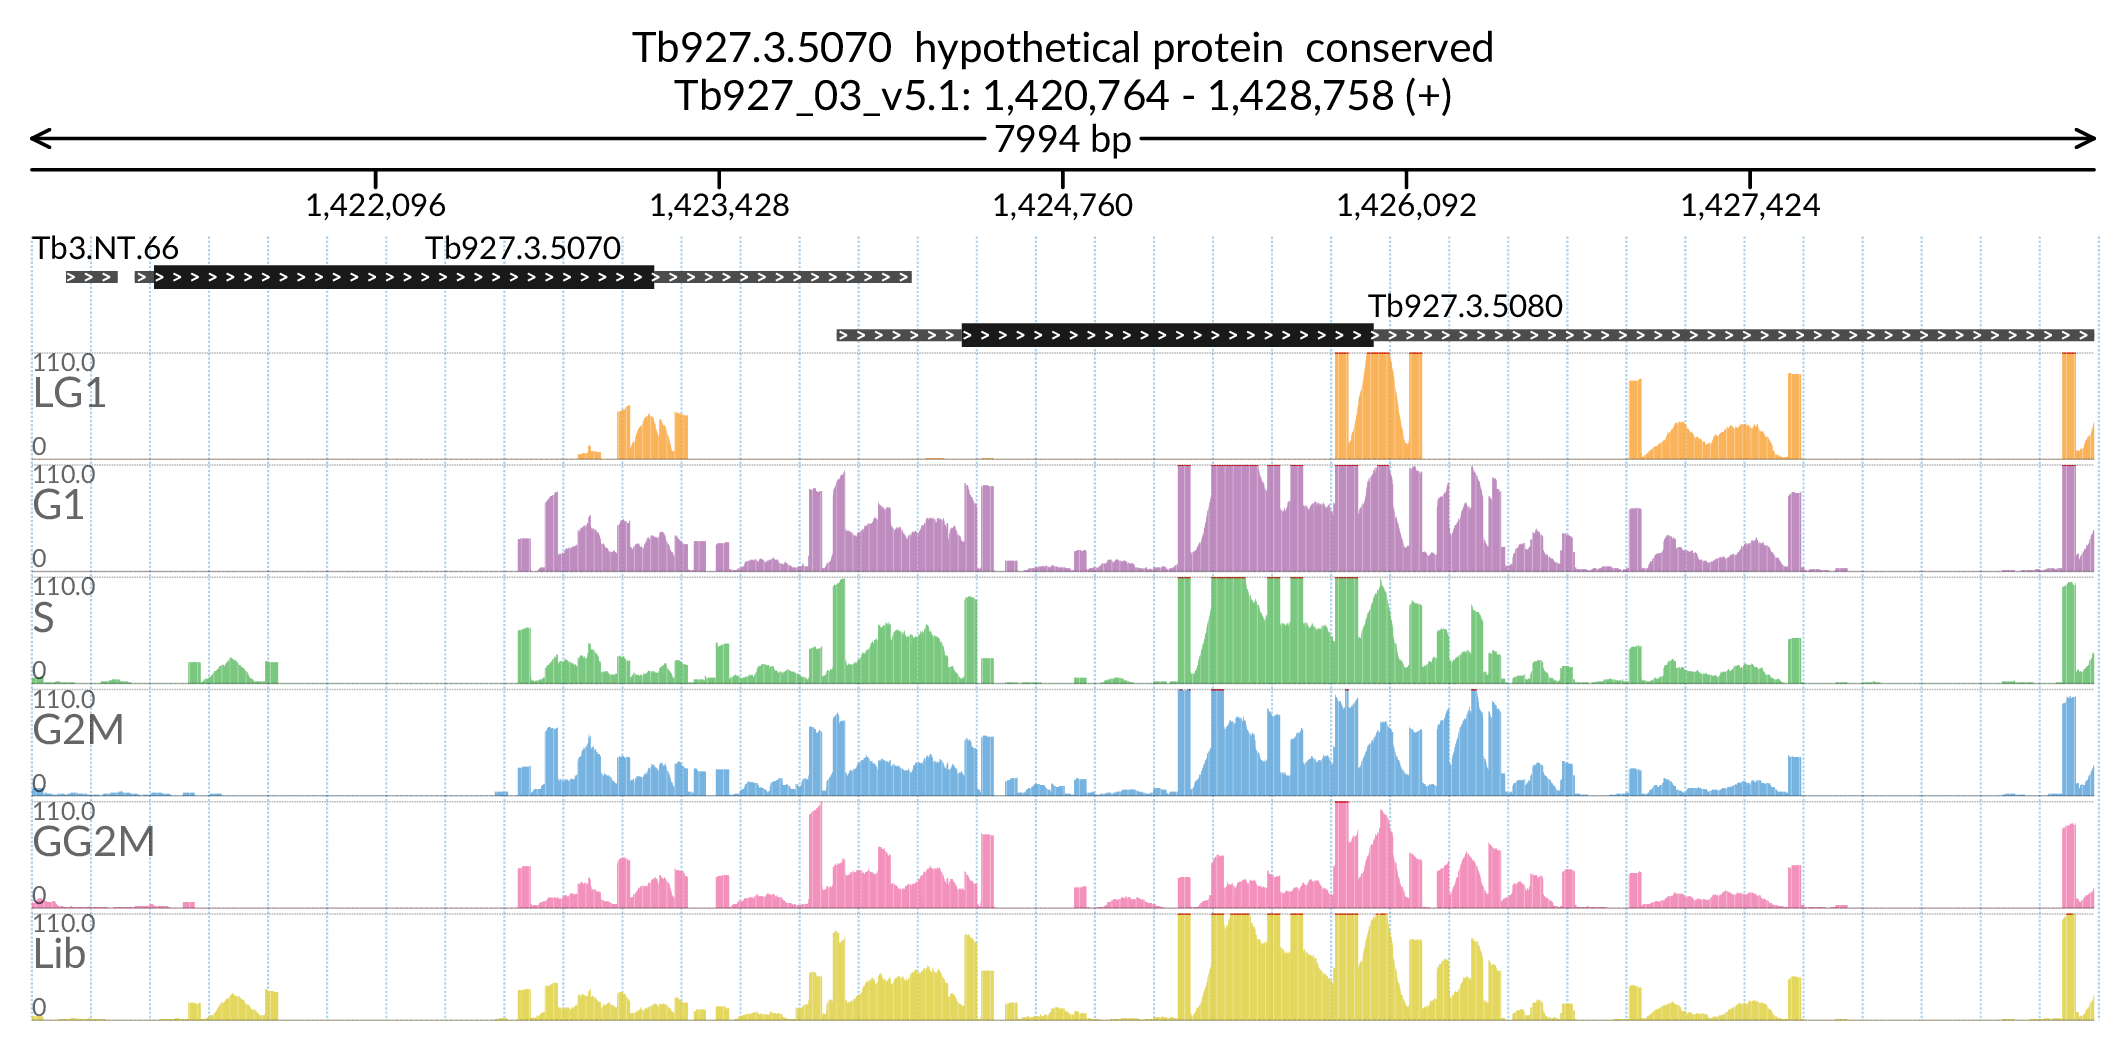 Tb927.3.5070  hypothetical protein  conserved
Tb927_03_v5.1: 1,420,764 - 1,428,758 (+)
7994 bp
1,422,096 1,423,428 1,424,760 1,426,092 1,427,424
Tb3.NT.66 Tb927.3.5070
Tb927.3.5080
110.0
LG1
0
110.0
G1
0
110.0
S
0
110.0
G2M
0
110.0
GG2M
0
110.0
Lib
0